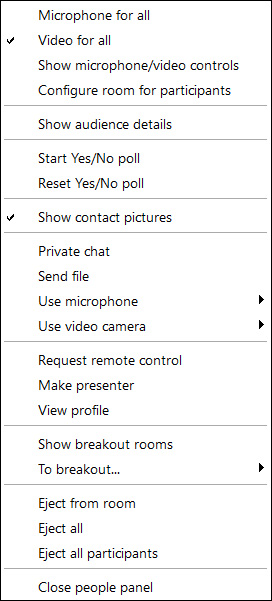 Microphone for all
Video for all
Show microphone/video controls
Configure room for participants
Show audience details
Start Yes/No poll
Reset Yes/No poll
Show contact pictures
Private chat
Send file
Use microphone
Use video camera
Request remote control
Make presenter
View profile
Show breakout rooms
To breakout...
Eject from room
Eject all
Eject all participants
Close people panel